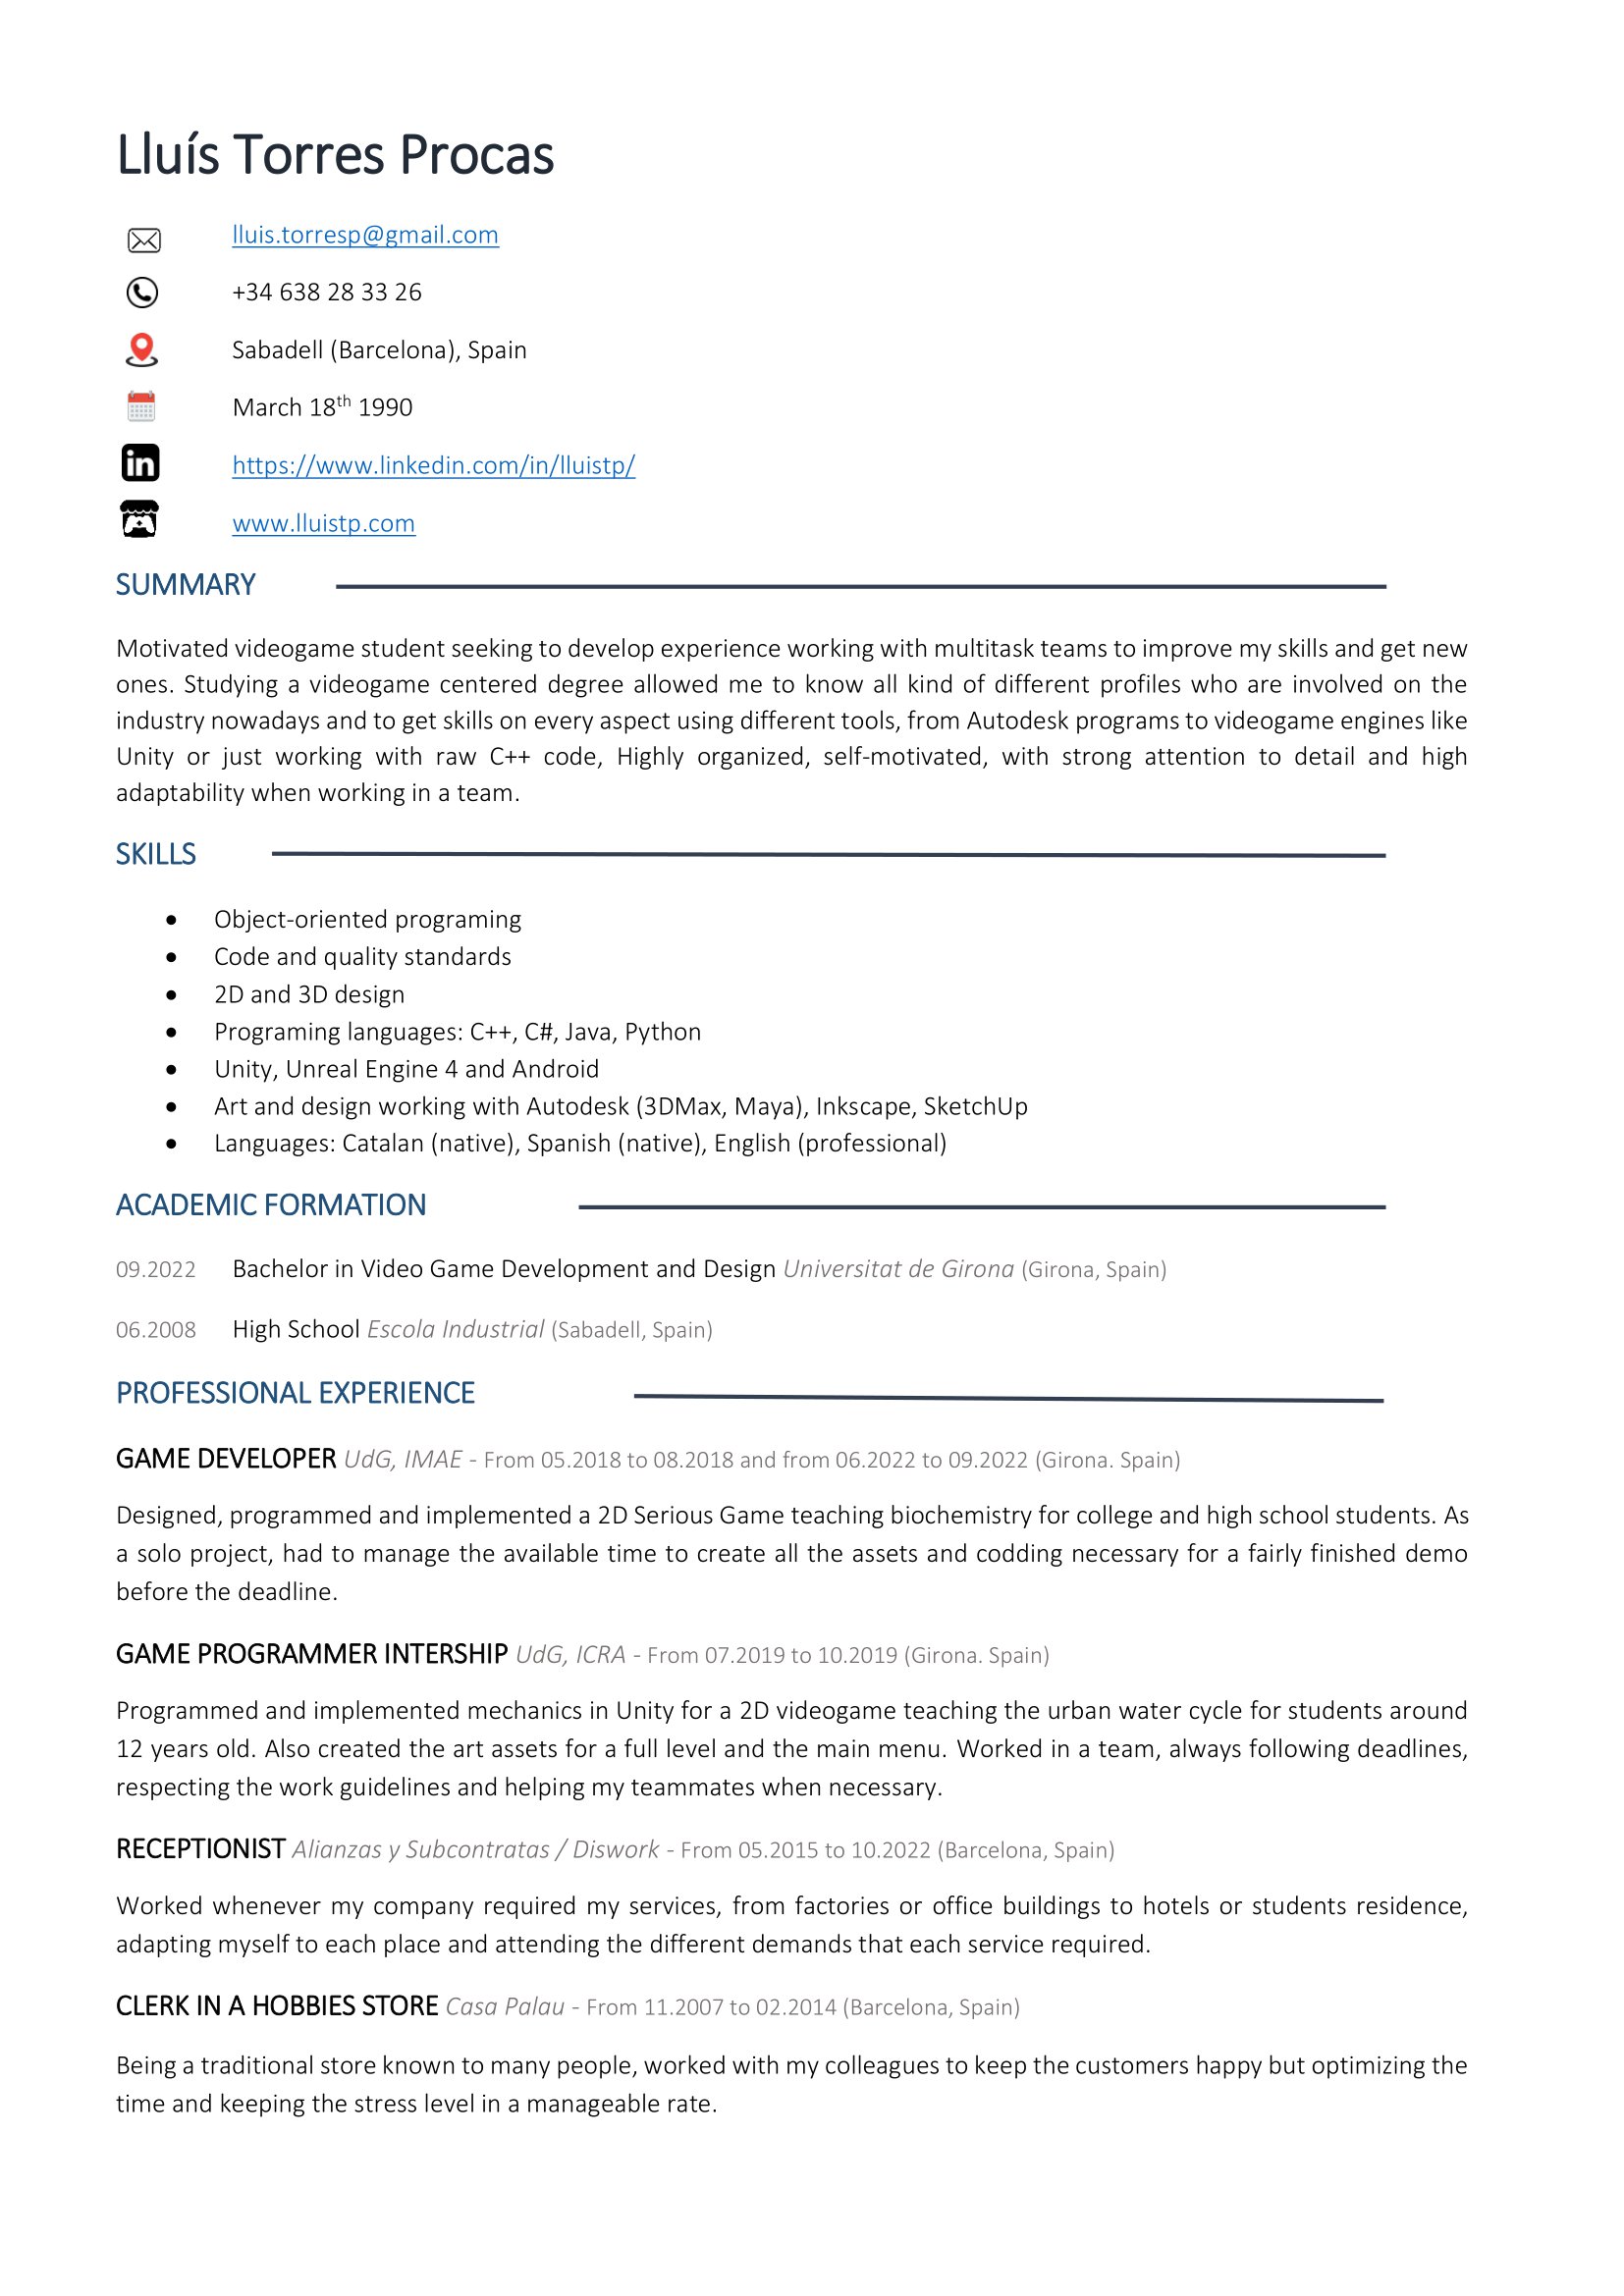 Lluís Torres Procas
lluis.torresp@gmail.com
+34 638 28 33 26
Sabadell (Barcelona), Spain
March 18th 1990
in https://www.linkedin.com/in/lluistp/
www.lluistp.com
SUMMARY
Motivated videogame student seeking to develop experience working with multitask teams to improve my skills and get new
ones. Studying a videogame centered degree allowed me to know all kind of different profiles who are involved on the
industry nowadays and to get skills on every aspect using different tools, from Autodesk programs to videogame engines like
Unity or just working with raw C++ code, Highly organized, self-motivated, with strong attention to detail and high
adaptability when working in a team.
SKILLS
• Object-oriented programing
• Code and quality standards
• 2D and 3D design
• Programing languages: C++, C#, Java, Python
• Unity, Unreal Engine 4 and Android
• Art and design working with Autodesk (3DMax, Maya), Inkscape, SketchUp
• Languages: Catalan (native), Spanish (native), English (professional)
ACADEMIC FORMATION
09.2022 Bachelor in Video Game Development and Design Universitat de Girona (Girona, Spain)
06.2008 High School Escola Industrial (Sabadell, Spain)
PROFESSIONAL EXPERIENCE
GAME DEVELOPER UdG, IMAE - From 05.2018 to 08.2018 and from 06.2022 to 09.2022 (Girona. Spain)
Designed, programmed and implemented a 2D Serious Game teaching biochemistry for college and high school students. As
a solo project, had to manage the available time to create all the assets and codding necessary for a fairly finished demo
before the deadline.
GAME PROGRAMMER INTERSHIP UdG, ICRA - From 07.2019 to 10.2019 (Girona. Spain)
Programmed and implemented mechanics in Unity for a 2D videogame teaching the urban water cycle for students around
12 years old. Also created the art assets for a full level and the main menu. Worked in a team, always following deadlines,
respecting the work guidelines and helping my teammates when necessary.
RECEPTIONIST Alianzas y Subcontratas / Diswork - From 05.2015 to 10.2022 (Barcelona, Spain)
Worked whenever my company required my services, from factories or office buildings to hotels or students residence,
adapting myself to each place and attending the different demands that each service required.
CLERK IN A HOBBIES STORE Casa Palau - From 11.2007 to 02.2014 (Barcelona, Spain)
Being a traditional store known to many people, worked with my colleagues to keep the customers happy but optimizing the
time and keeping the stress level in a manageable rate.